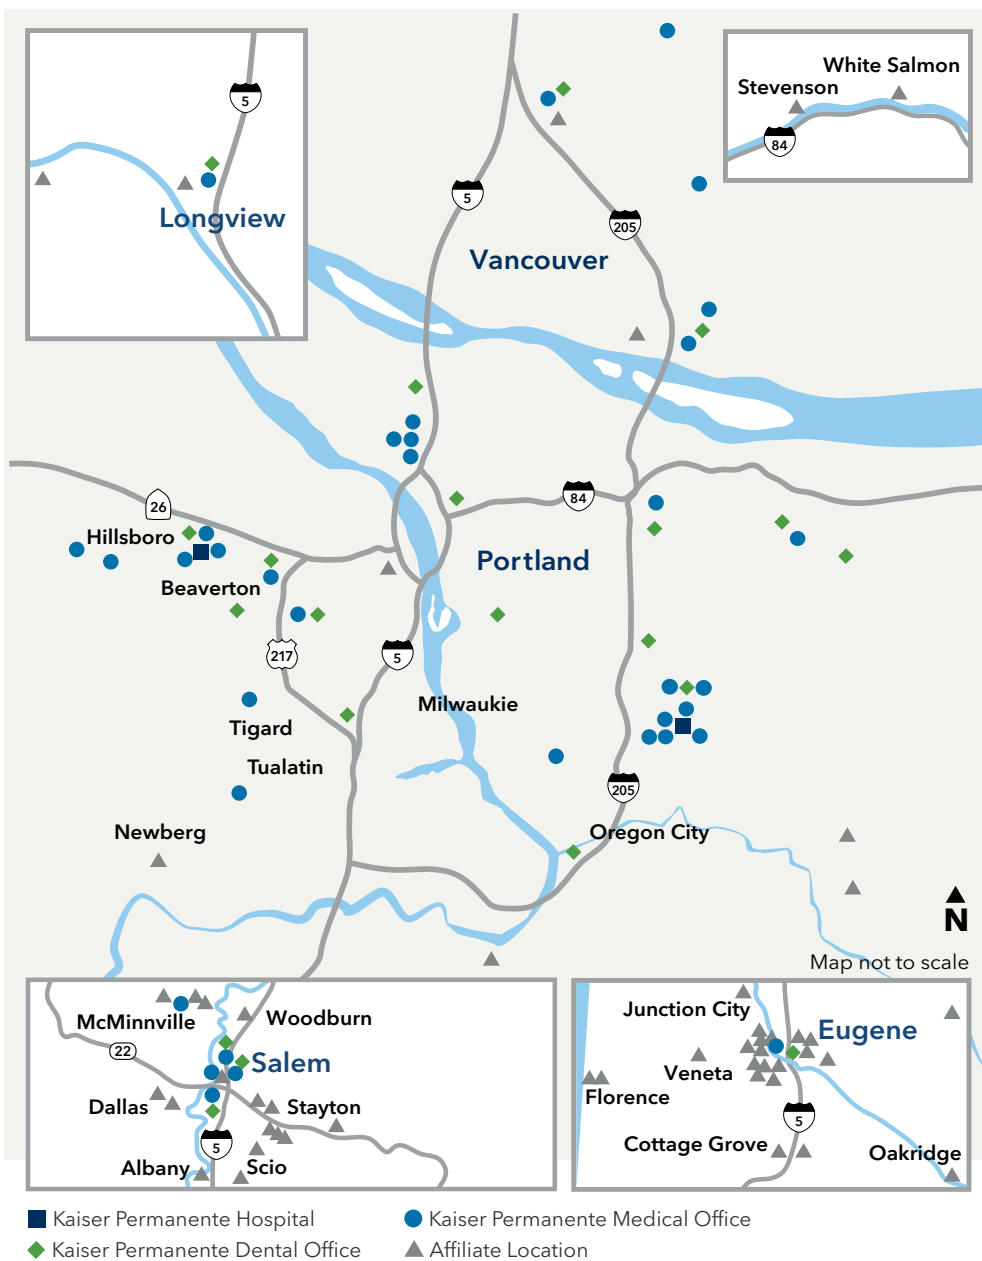 5
Longview
White Salmon
Stevenson
84
5
205
Vancouver
26
84
Hillsboro
Portland
Beaverton
217
5
Milwaukie
Tigard
Tualatin
205
Newberg
Oregon City
N
Map not to scale
McMinnville
Woodburn
22
Salem
Dallas
Stayton
5
Albany
Scio
Junction City
Eugene
Veneta
Florence
5
Cottage Grove
Oakridge
Kaiser Permanente Hospital
Kaiser Permanente Medical Office
Kaiser Permanente Dental Office
Affiliate Location